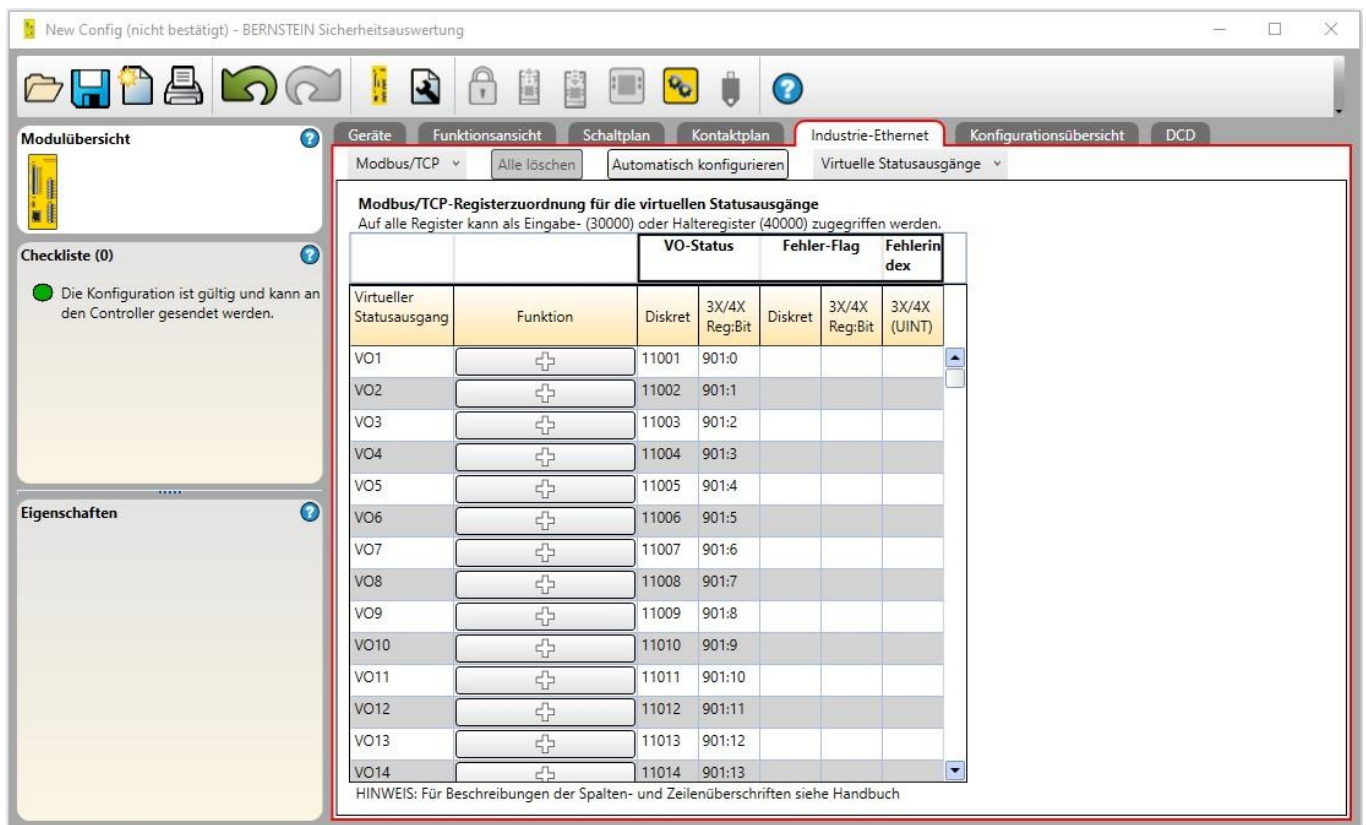 New Config (nicht bestätigt) - BERNSTEIN Sicherheitsauswertung
Modulübersicht
Checkliste (0)
Die Konfiguration ist gültig und kann an
den Controller gesendet werden.
Eigenschaften
Geräte Funktionsansicht Schaltplan Kontaktplan Industrie-Ethernet Konfigurationsübersicht DCD
Modbus/TCP Alle löschen Automatisch konfigurieren Virtuelle Statusausgänge
Modbus/TCP-Registerzuordnung für die virtuellen Statusausgänge
Auf alle Register kann als Eingabe- (30000) oder Halteregister (40000) zugegriffen werden.
VO-Status Fehler-Flag Fehlerin
dex
Virtueller
Statusausgang Funktion Diskret 3X/4X
Reg:Bit Diskret 3X/4X
Reg:Bit 3X/4X
(UINT)
VO1 11001 901:0
VO2 11002 901:1
VO3 11003 901:2
VO4 11004 901:3
VO5 11005 901:4
VO6 11006 901:5
VO7 11007 901:6
VO8 11008 901:7
VO9 11009 901:8
VO10 11010 901:9
VO11 11011 901:10
VO12 11012 901:11
VO13 11013 901:12
VO14 11014 901:13
HINWEIS: Für Beschreibungen der Spalten- und Zeilenüberschriften siehe Handbuch